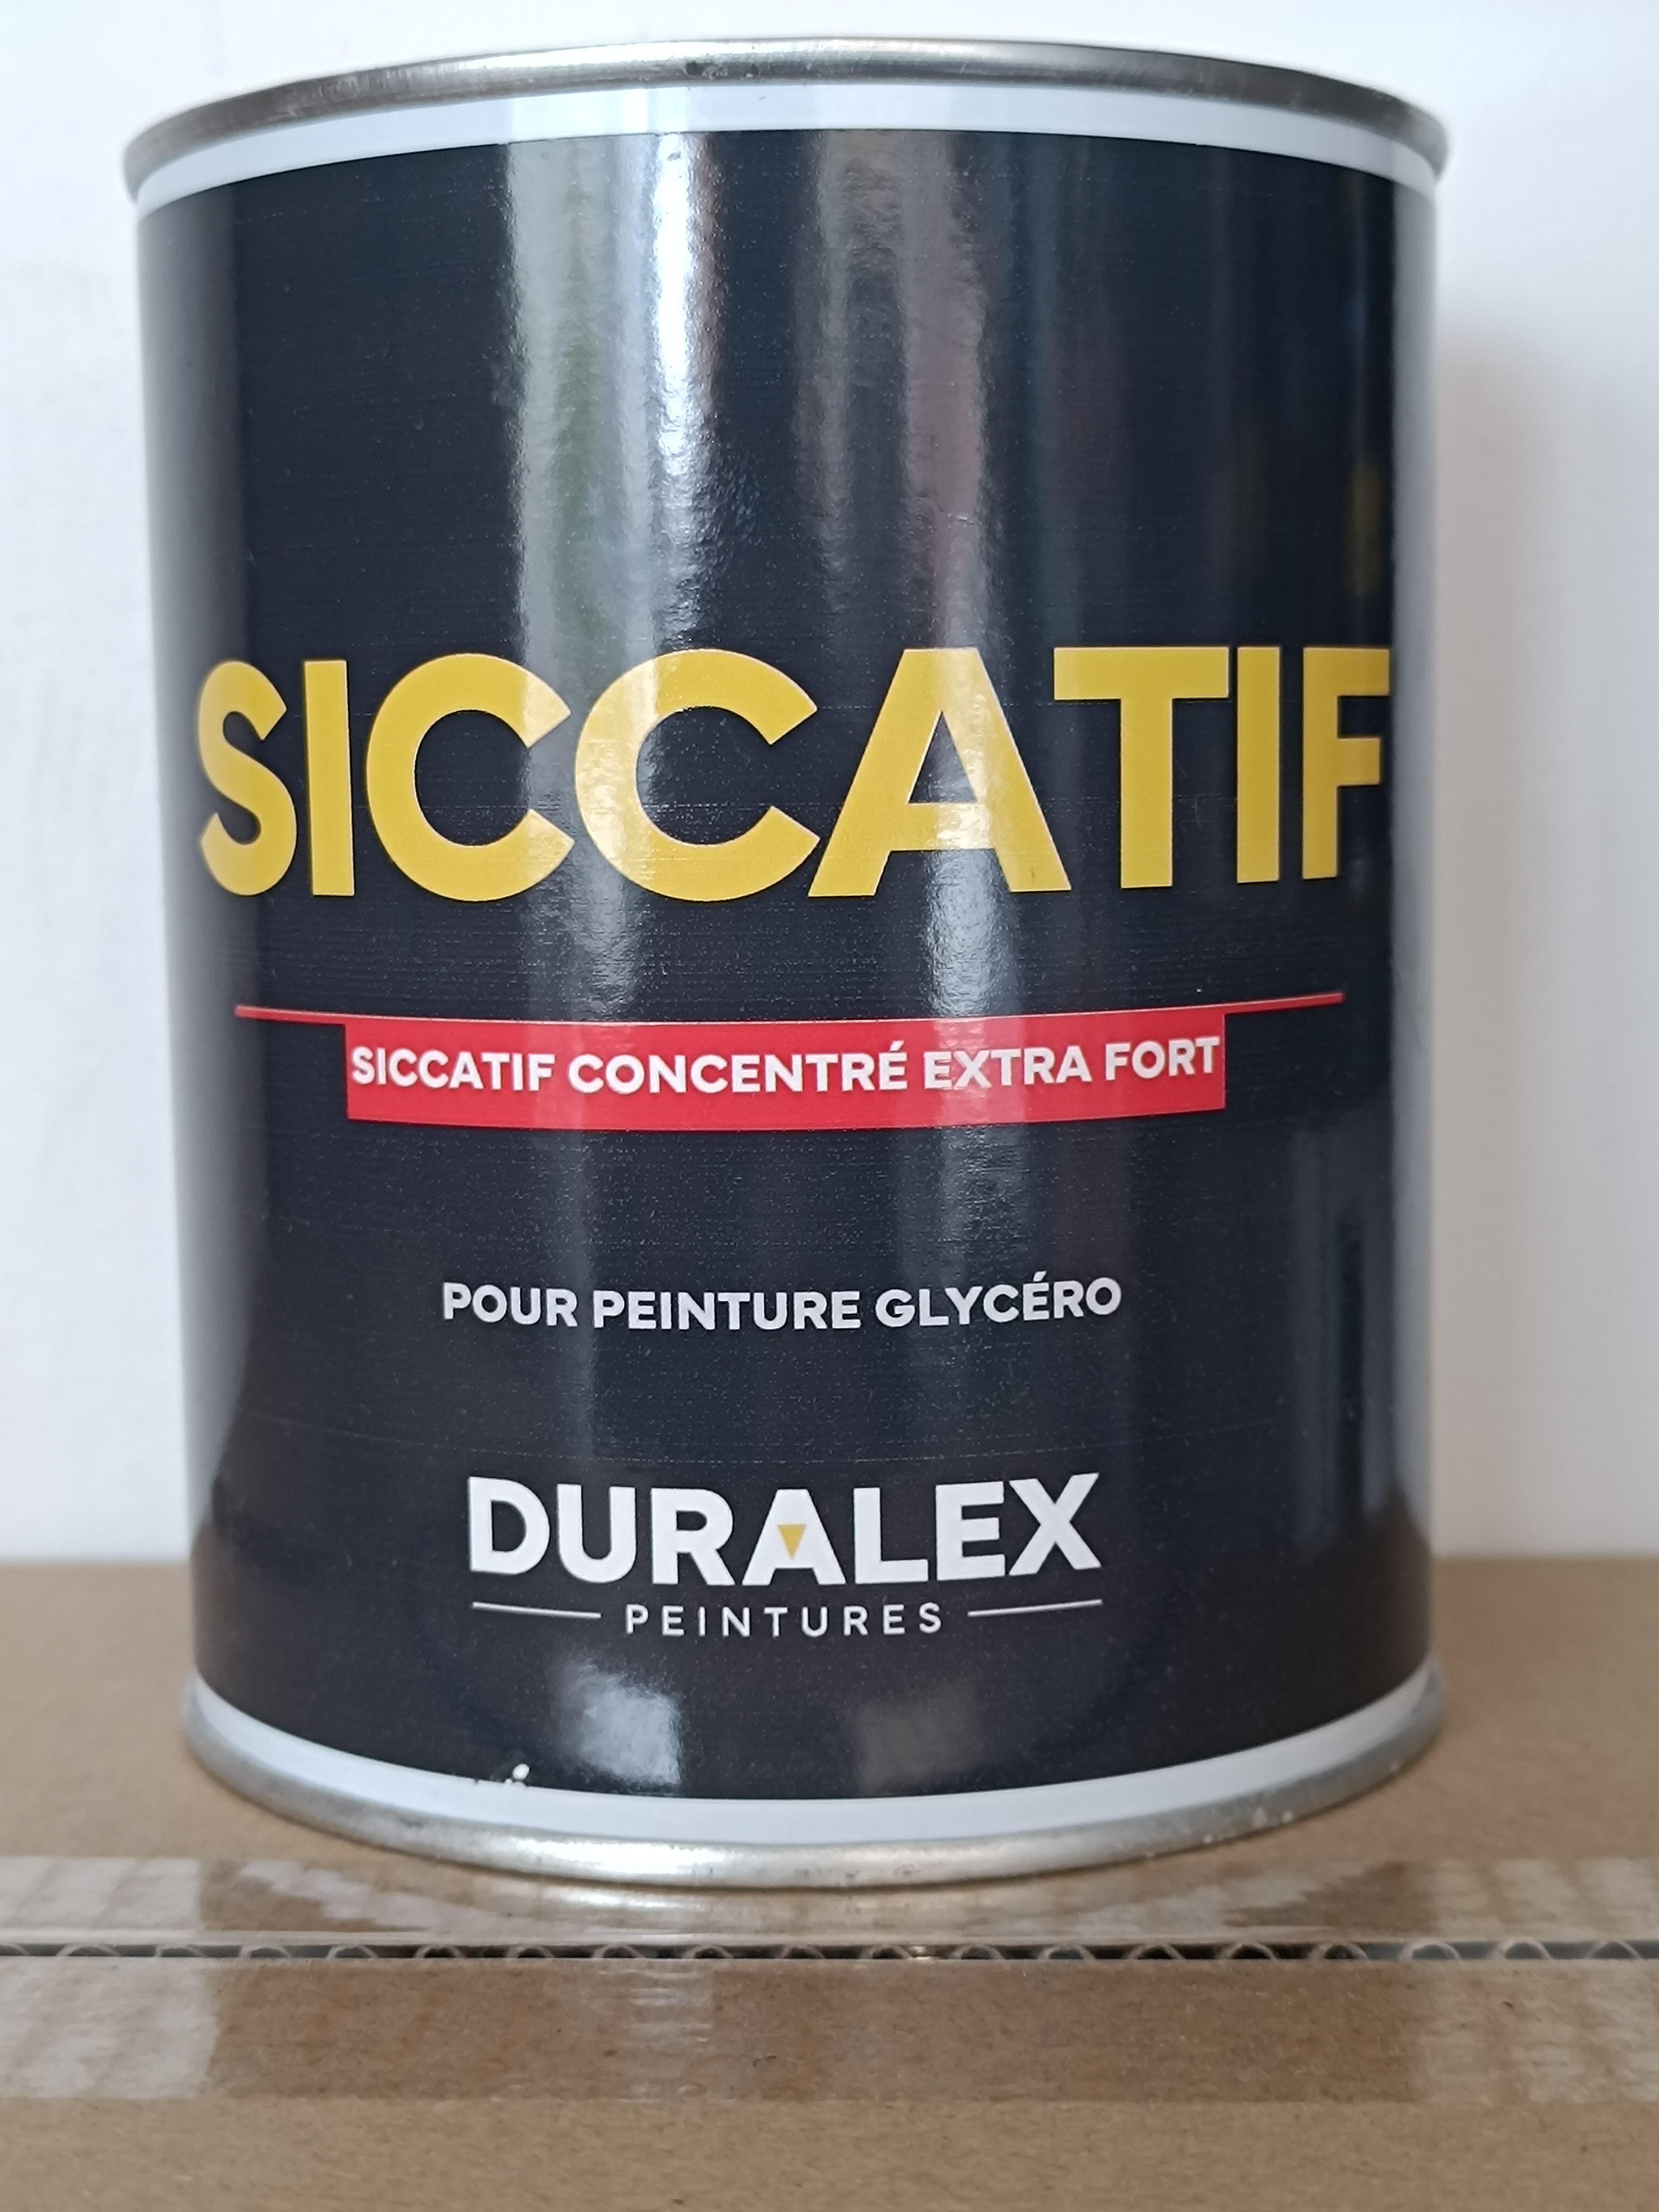 SICCATIF
SICCATIF CONCENTRÉ EXTRA FORT
POUR PEINTURE GLYCÉRO
DURALEX
PEINTURES